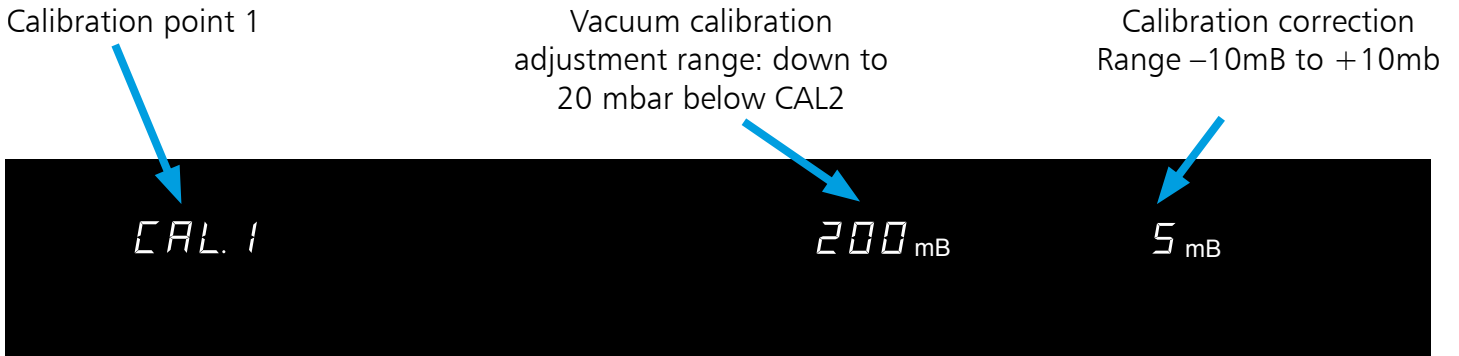 Calibration point 1
Vacuum calibration
adjustment range: down to
20 mbar below CAL2
Calibration correction
Range –10mB to +10mb
CAL. 1
200 mB
5 mB